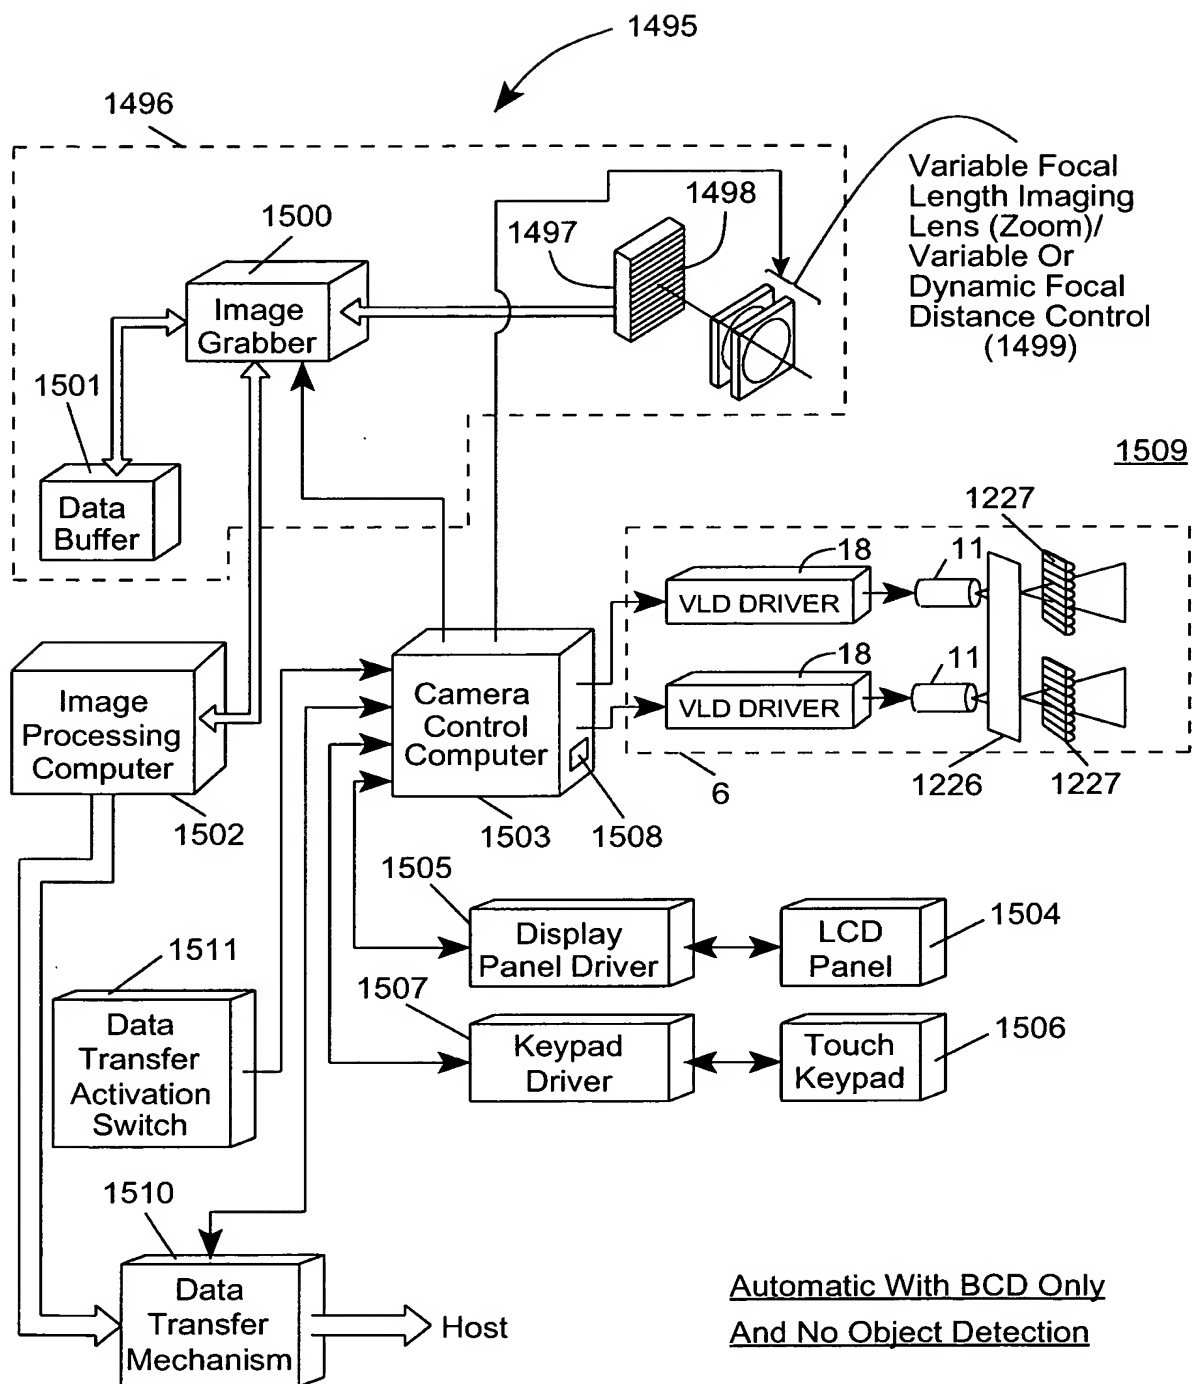 1495
1496
Variable Focal
Length Imaging
Lens (Zoom)/
Variable Or
Dynamic Focal
Distance Control
(1499)
1500
1497
1498
Image
Grabber
1501
Data
Buffer
1509
1227
18
11
VLD DRIVER
18
11
VLD DRIVER
Image
Processing
Computer
Camera
Control
Computer
6
1226
1227
1502
1503
1508
1505
1504
Display
Panel Driver
LCD
Panel
1511
Data
Transfer
Activation
Switch
1507
1506
Keypad
Driver
Touch
Keypad
1510
Data
Transfer
Mechanism
Host
Automatic With BCD Only
And No Object Detection